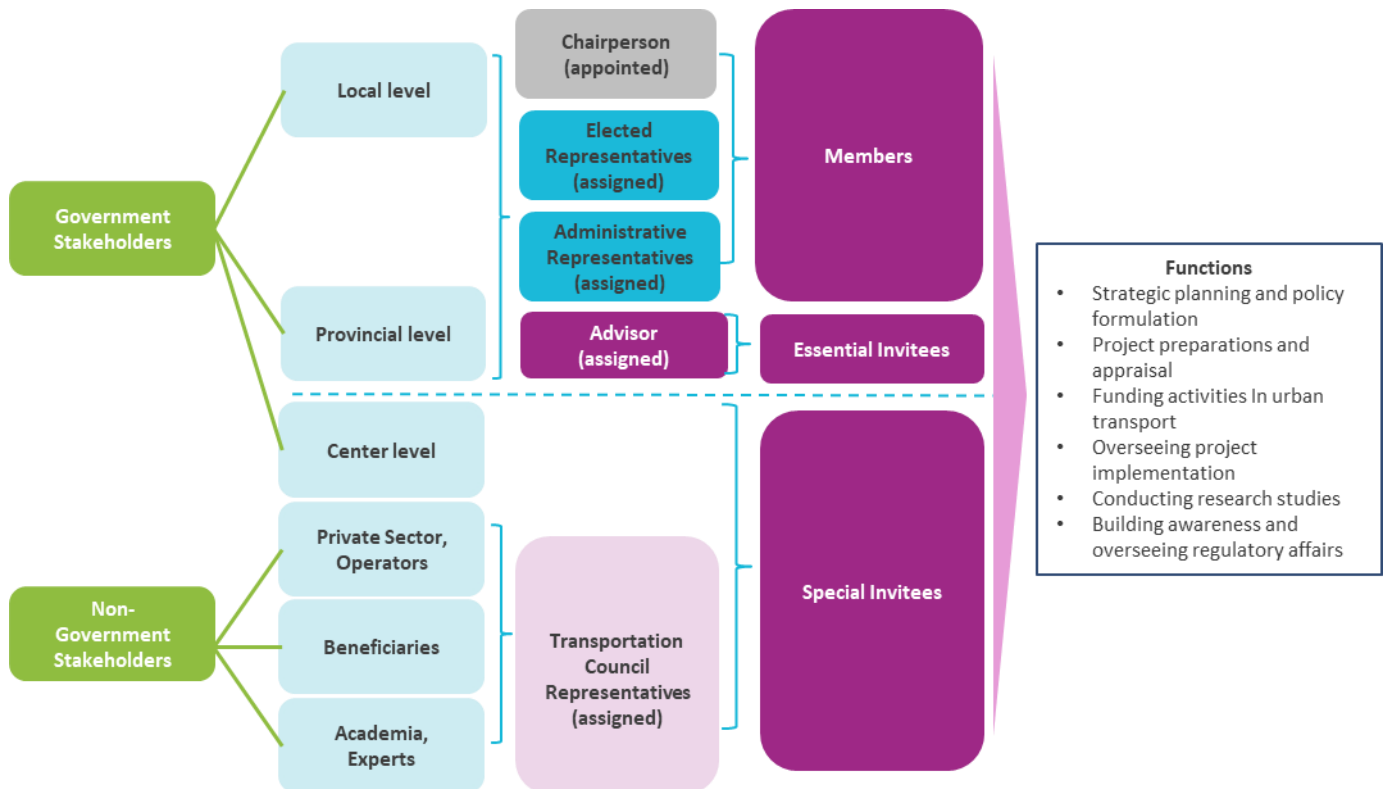 Government
Stakeholders
Non-
Government
Stakeholders
Local level
Provincial level
Center level
Private Sector,
Operators
Beneficiaries
Academia,
Experts
Chairperson
(appointed)
Elected
Representatives
(assigned)
Administrative
Representatives
(assigned)
Advisor
(assigned)
Transportation
Council
Representatives
(assigned)
Members
Essential Invitees
Special Invitees
Functions
• Strategic planning and policy
formulation
• Project preparations and
appraisal
• Funding activities In urban
transport
• Overseeing project
implementation
• Conducting research studies
• Building awareness and
overseeing regulatory affairs